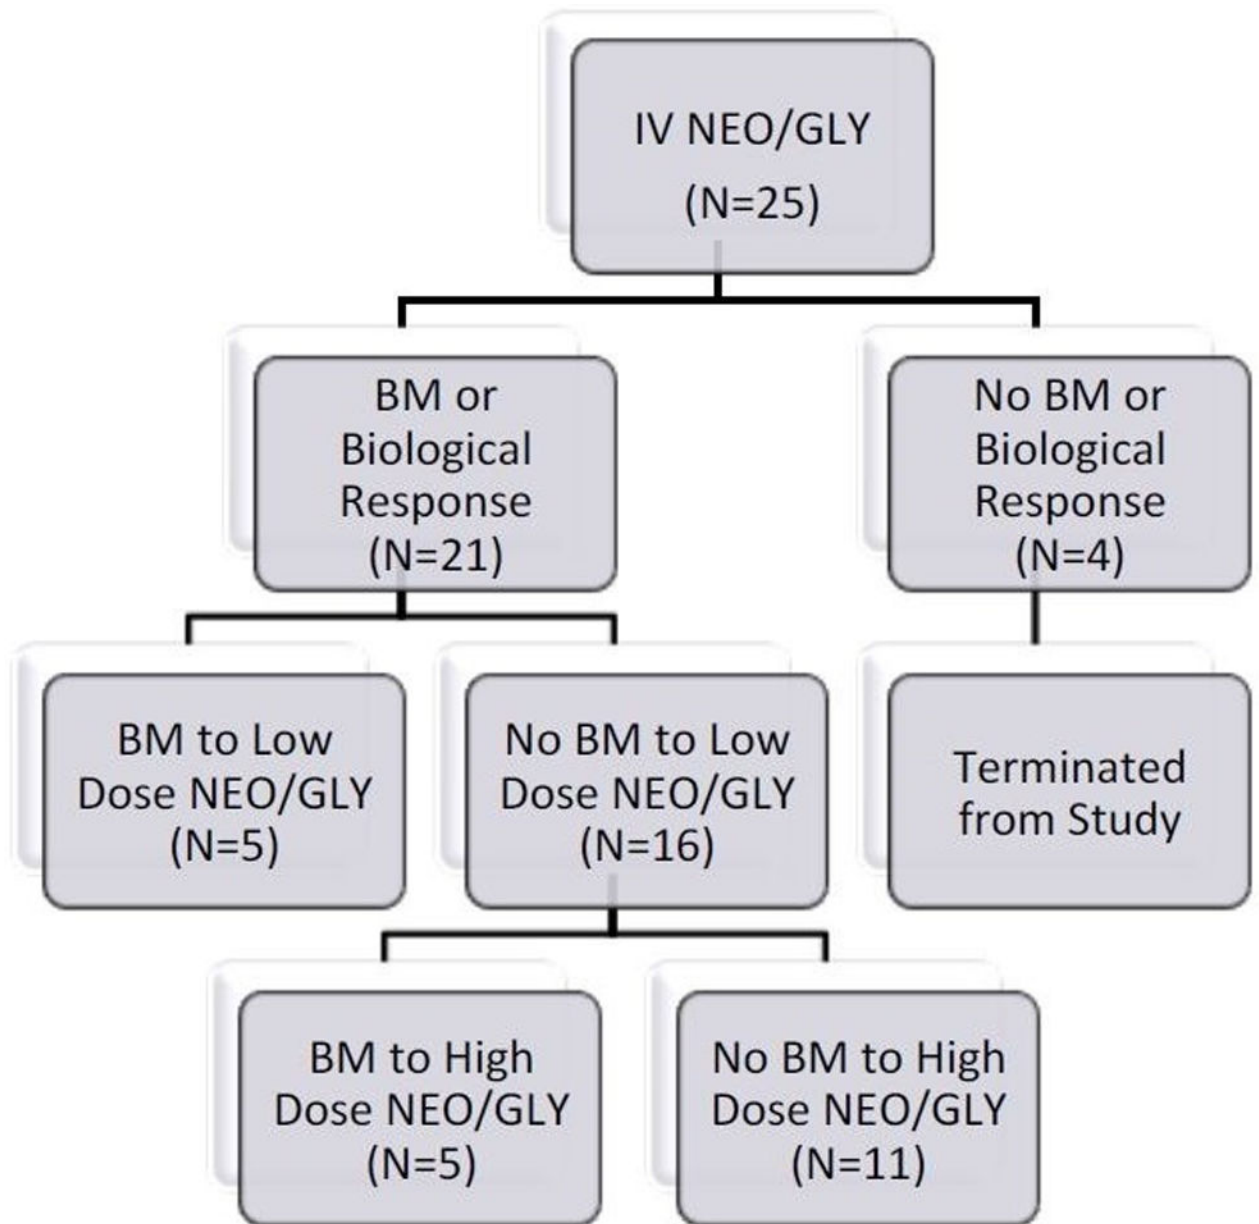 IV NEO/GLY
(N=25)
BM or
Biological
Response
(N=21)
No BM or
Biological
Response
(N=4)
BM to Low
Dose NEO/GLY
(N=5)
No BM to Low
Dose NEO/GLY
(N=16)
Terminated
from Study
BM to High
Dose NEO/GLY
(N=5)
No BM to High
Dose NEO/GLY
(N=11)